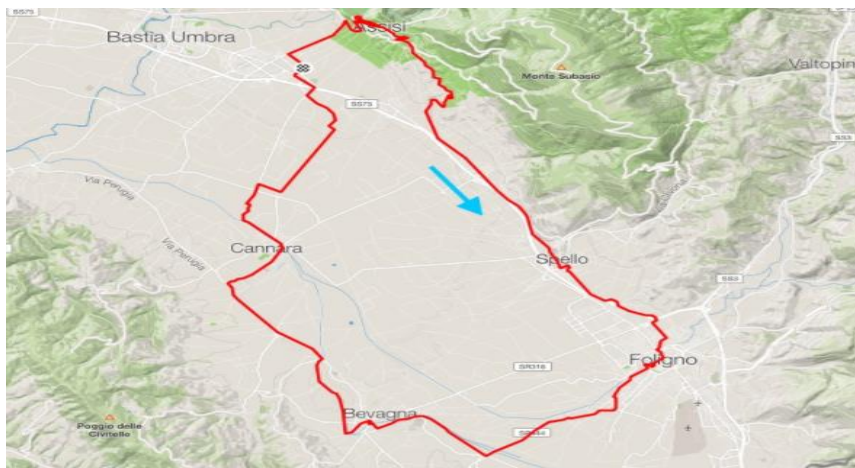 SS75
Assisi
Bastia Umbra
Monte Subasio
Valtopin
SS75
SS3
Via Perugia
Via Perugia
Cannara
Spello
SS3
Foligno
SR316
Bevagna
Poggio delle
Civitelle